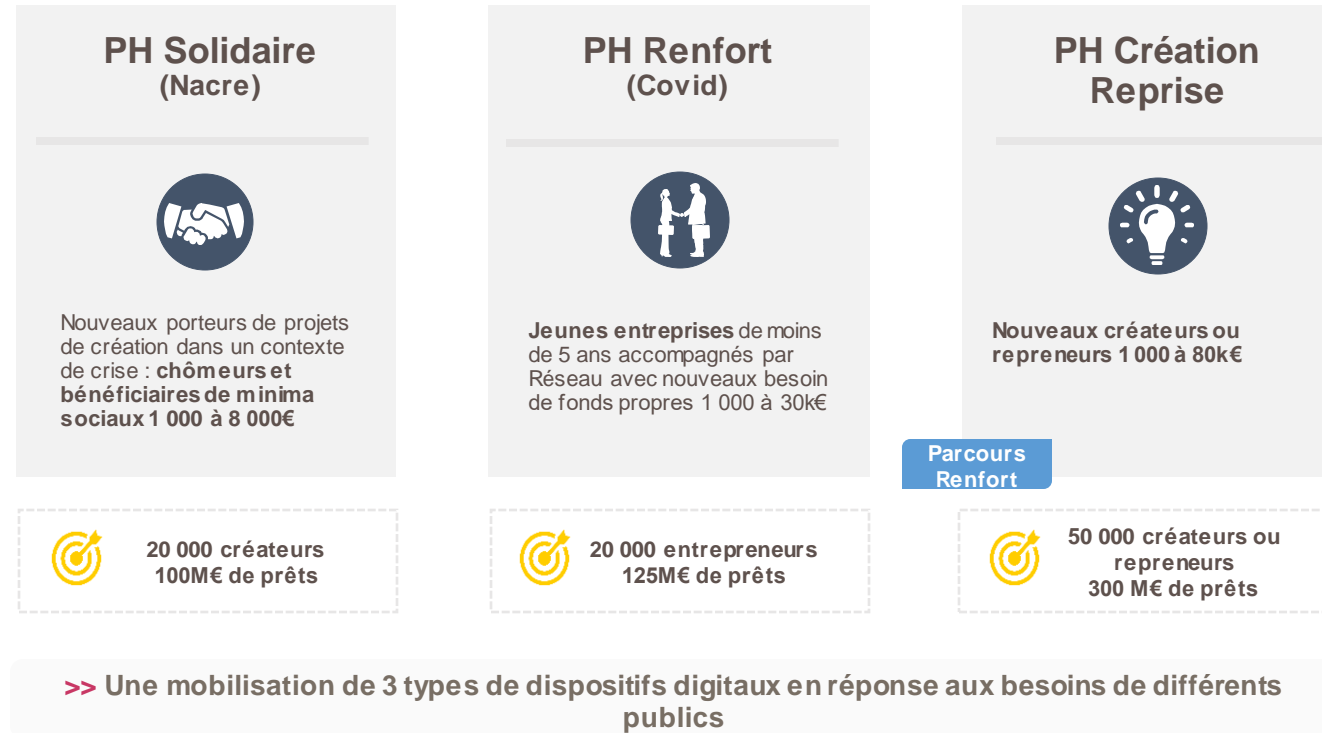 PH Solidaire
(Nacre)
Nouveaux porteurs de projets
de création dans un contexte
de crise : chômeurs et
bénéficiaires de minima
sociaux 1 000 à 8 000€
20 000 créateurs
100M€ de prêts
PH Renfort
(Covid)
Jeunes entreprises de moins
de 5 ans accompagnés par
Réseau avec nouveaux besoin
de fonds propres 1 000 à 30k€
20 000 entrepreneurs
125M€ de prêts
PH Création
Reprise
Nouveaux créateurs ou
repreneurs 1 000 à 80k€
Parcours
Renfort
50 000 créateurs ou
repreneurs
300 M€ de prêts
>> Une mobilisation de 3 types de dispositifs digitaux en réponse aux besoins de différents
publics